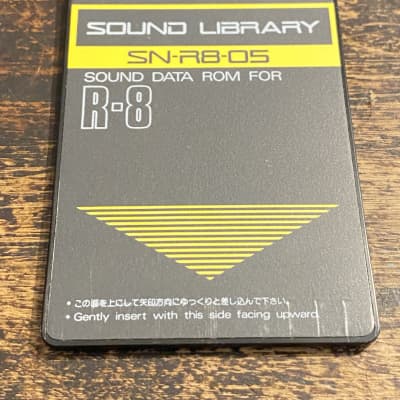 SOUND LIBRARY
SN-R8-05
SOUND DATA ROM FOR
R-8
• この面を上にして矢印方向にゆっくりと差し込んで下さい。
• Gently insert with this side facing upward.